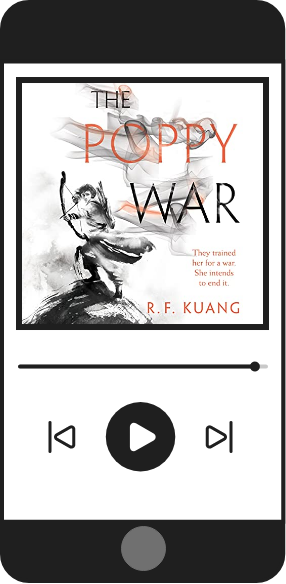 THE
POPPY
WAR
They trained
her for a war.
She intends
to end it.
R.F. KUANG